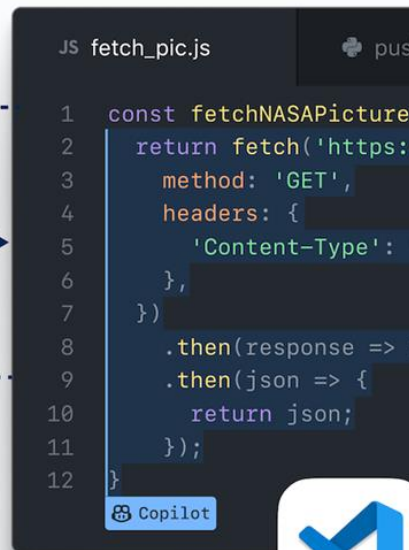 JS fetch_pic.js pus
1 const fetchNASAPicture
2 return fetch('https:
3 method: 'GET',
4 headers: {
5 'Content-Type':
6 },
7 })
8 .then(response =>
9 .then(json => {
10 return json;
11 });
12 }
Copilot